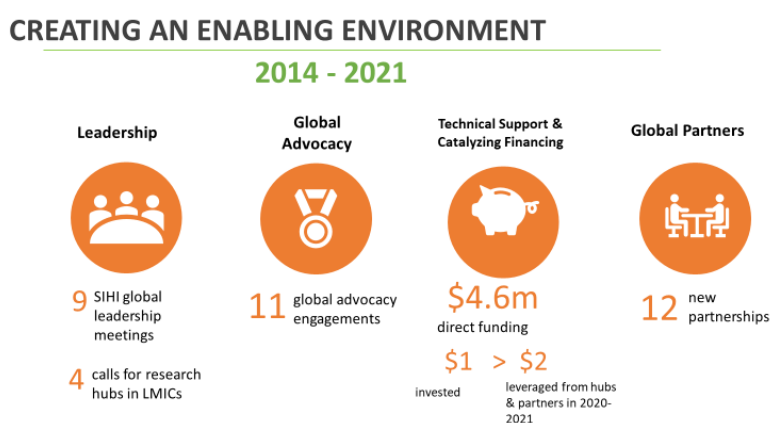 CREATING AN ENABLING ENVIRONMENT
2014 - 2021
Leadership
9 SIHI global
leadership
meetings
4 calls for research
hubs in LMICs
Global
Advocacy
11 global advocacy
engagements
Technical Support &
Catalyzing Financing
$4.6m
direct funding
$1 > $2
invested
leveraged from hubs
& partners in 2020-
2021
Global Partners
12 new
partnerships